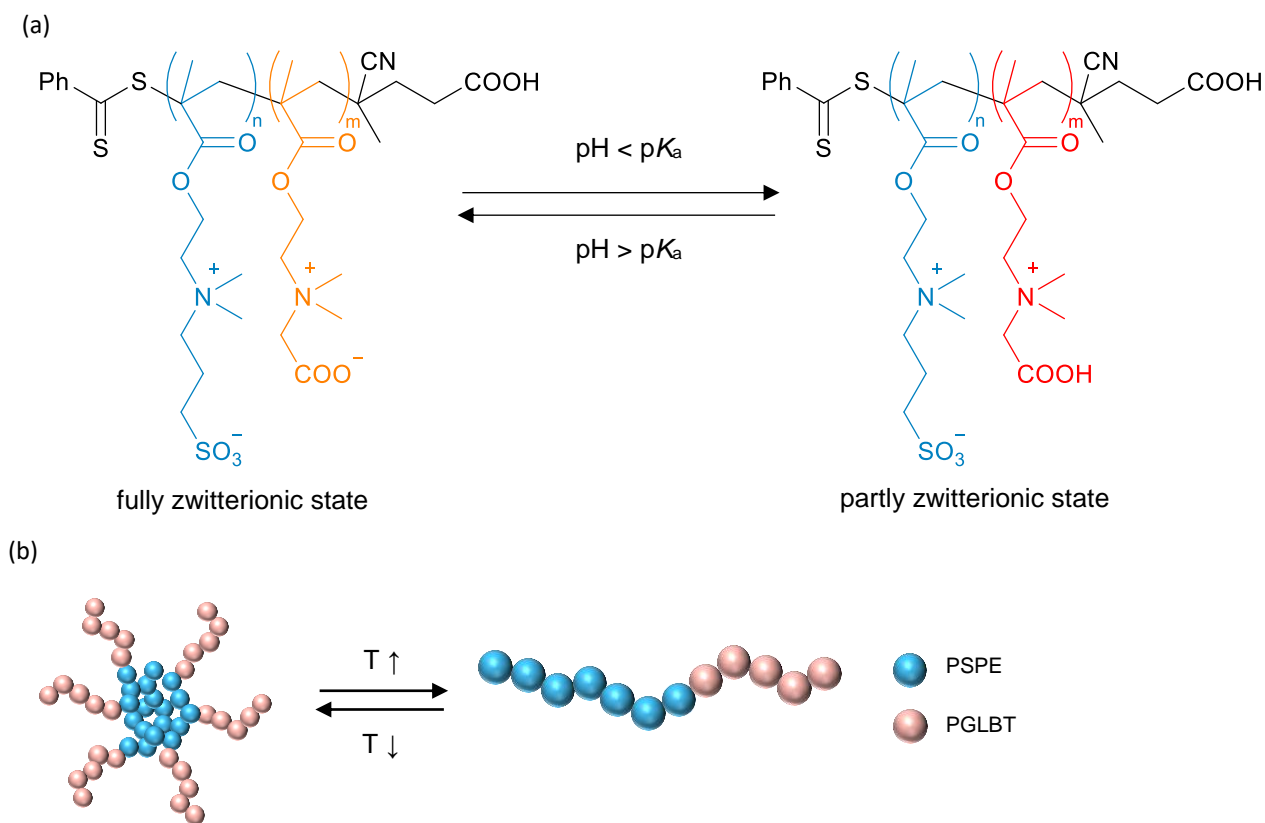 (a)
Ph S S n m CN COOH
O O
O O
N + N +
COO−
SO3−
fully zwitterionic state
pH < pKa
pH > pKa
Ph S S n m CN COOH
O O
O O
N + N +
COOH
SO3−
partly zwitterionic state
(b)
T ↑
T ↓
PSPE
PGLBT